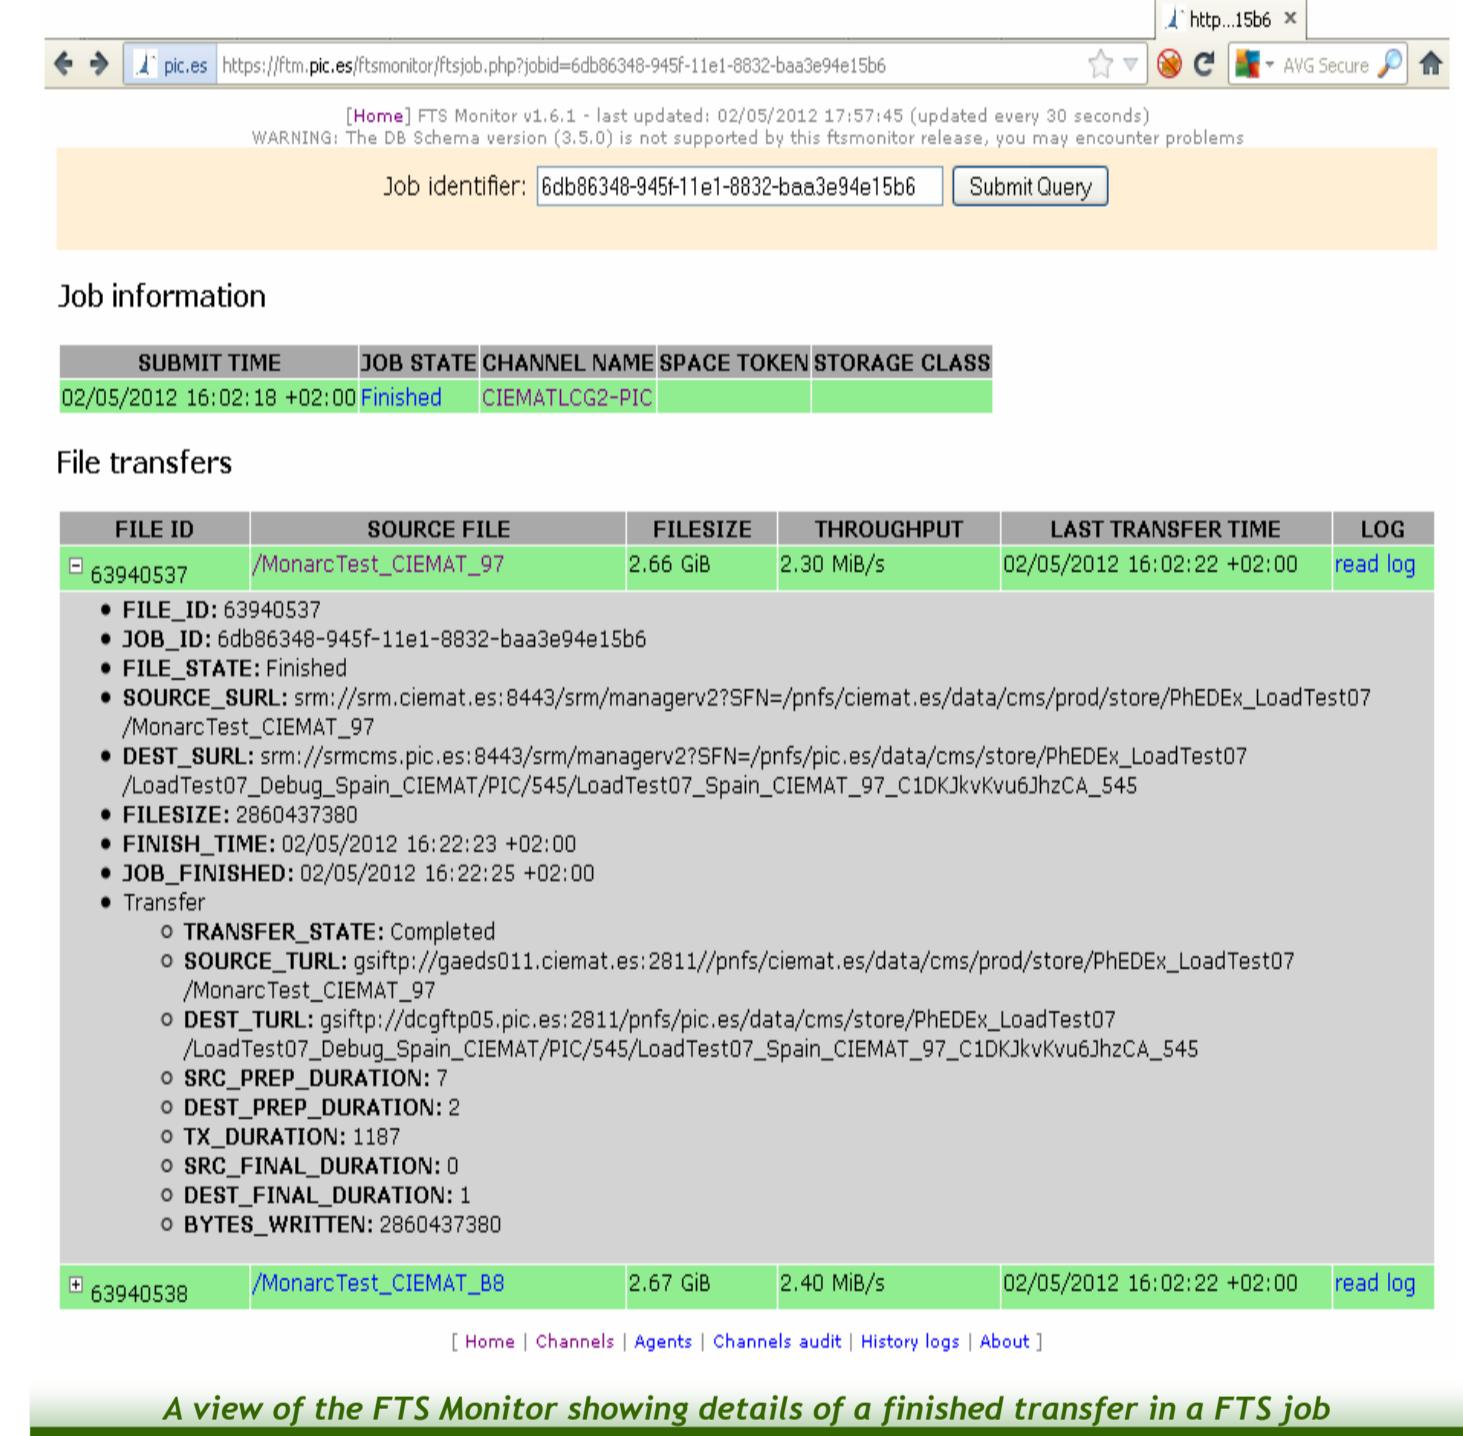 http...15b6 ×
pic.es https://ftm.pic.es/ftsmonitor/ftsjob.php?jobid=6db86348-945f-11e1-8832-baa3e94e15b6 AVG Secure
[Home] FTS Monitor v1.6.1 - last updated: 02/05/2012 17:57:45 (updated every 30 seconds)
WARNING: The DB Schema version (3.5.0) is not supported by this ftsmonitor release, you may encounter problems
Job identifier: 6db86348-945f-11e1-8832-baa3e94e15b6 Submit Query
Job information
SUBMIT TIME JOB STATE CHANNEL NAME SPACE TOKEN STORAGE CLASS
02/05/2012 16:02:18 +02:00 Finished CIEMATLCG2-PIC
File transfers
FILE ID SOURCE FILE FILESIZE THROUGHPUT LAST TRANSFER TIME LOG
63940537 /MonarcTest_CIEMAT_97 2.66 GiB 2.30 MiB/s 02/05/2012 16:02:22 +02:00 read log
• FILE_ID: 63940537
• JOB_ID: 6db86348-945f-11e1-8832-baa3e94e15b6
• FILE_STATE: Finished
• SOURCE_SURL: srm://srm.ciemat.es:8443/srm/managerv2?SFN=/pnfs/ciemat.es/data/cms/prod/store/PhEDEx_LoadTest07
/MonarcTest_CIEMAT_97
• DEST_SURL: srm://srmcms.pic.es:8443/srm/managerv2?SFN=/pnfs/pic.es/data/cms/store/PhEDEx_LoadTest07
/LoadTest07_Debug_Spain_CIEMAT/PIC/545/LoadTest07_Spain_CIEMAT_97_C1DKJkvKvu6JhzCA_545
• FILESIZE: 2860437380
• FINISH_TIME: 02/05/2012 16:22:23 +02:00
• JOB_FINISHED: 02/05/2012 16:22:25 +02:00
• Transfer
o TRANSFER_STATE: Completed
o SOURCE_TURL: gsiftp://gaeds011.ciemat.es:2811//pnfs/ciemat.es/data/cms/prod/store/PhEDEx_LoadTest07
/MonarcTest_CIEMAT_97
o DEST_TURL: gsiftp://dcgftp05.pic.es:2811/pnfs/pic.es/data/cms/store/PhEDEx_LoadTest07
/LoadTest07_Debug_Spain_CIEMAT/PIC/545/LoadTest07_Spain_CIEMAT_97_C1DKJkvKvu6JhzCA_545
o SRC_PREP_DURATION: 7
o DEST_PREP_DURATION: 2
o TX_DURATION: 1187
o SRC_FINAL_DURATION: 0
o DEST_FINAL_DURATION: 1
o BYTES_WRITTEN: 2860437380
63940538 /MonarcTest_CIEMAT_B8 2.67 GiB 2.40 MiB/s 02/05/2012 16:02:22 +02:00 read log
[ Home | Channels | Agents | Channels audit | History logs | About ]
A view of the FTS Monitor showing details of a finished transfer in a FTS job